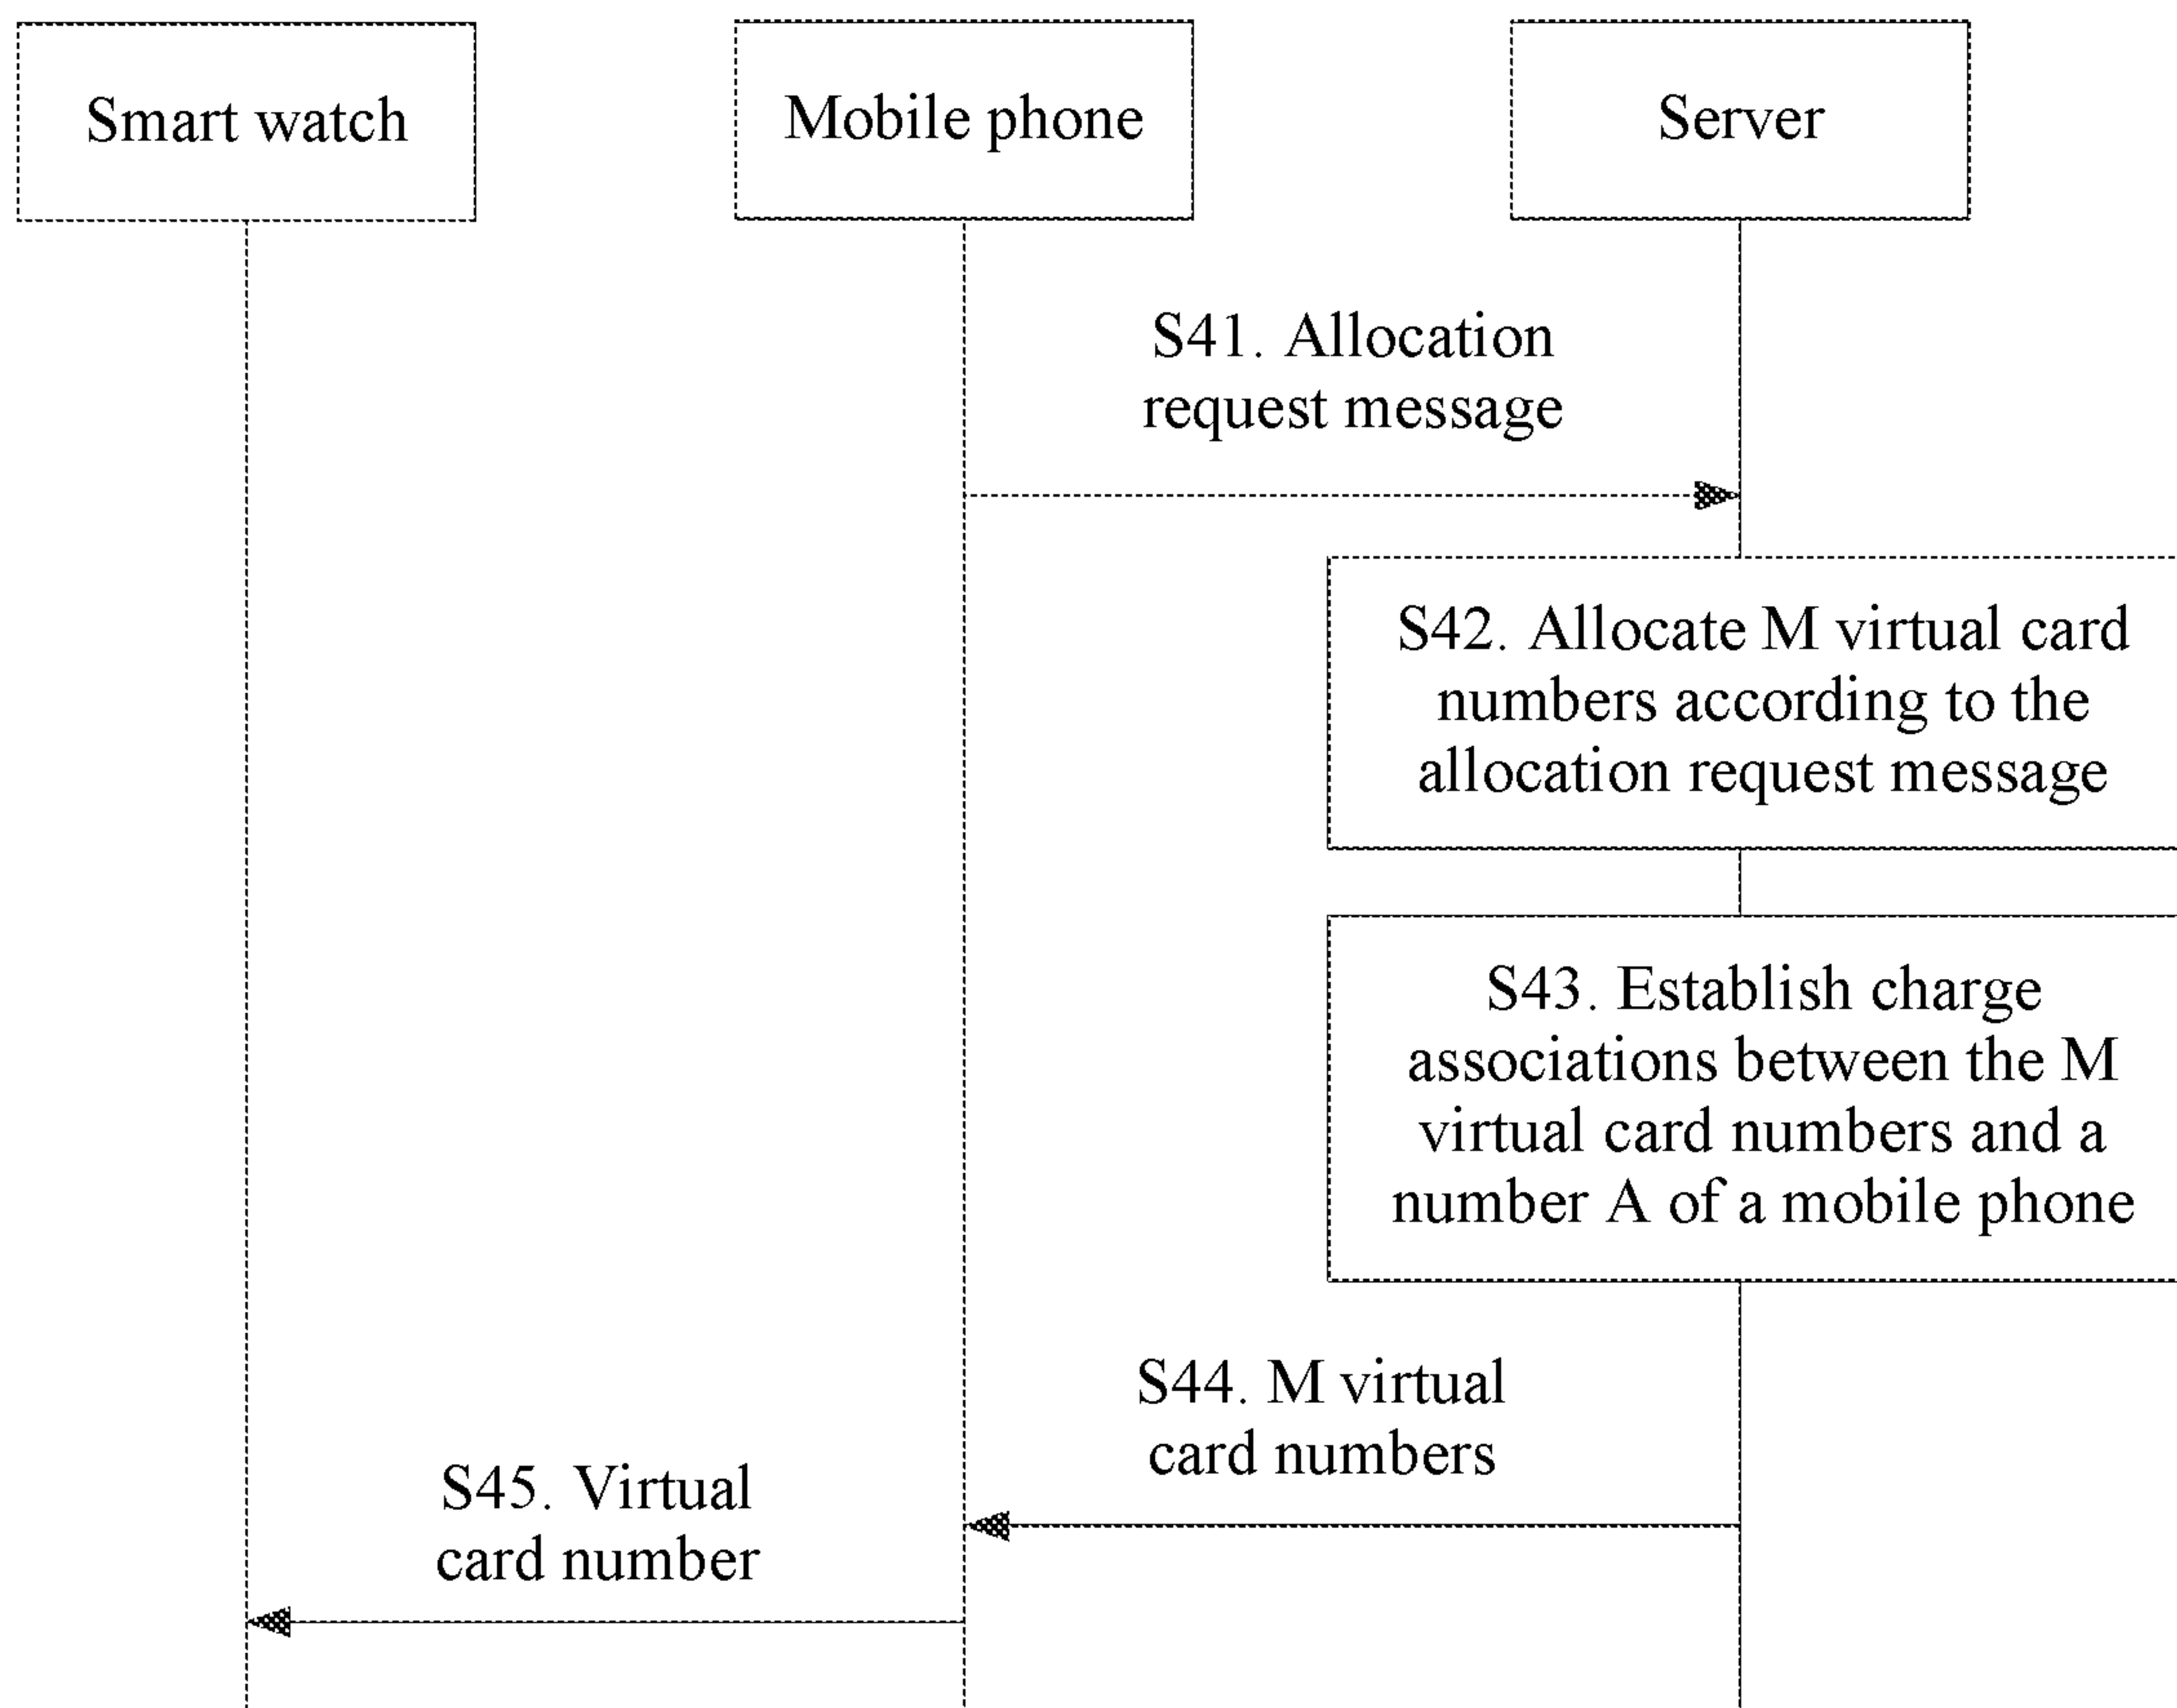 Smart watch
Mobile phone
Server
S41. Allocation
request message
S42. Allocate M virtual card
numbers according to the
allocation request message
S43. Establish charge
associations between the M
virtual card numbers and a
number A of a mobile phone
S44. M virtual
card numbers
S45. Virtual
card number